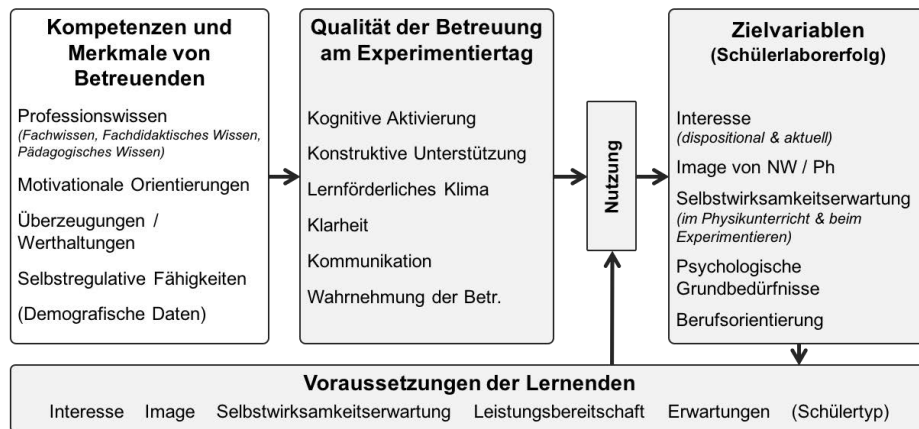 Kompetenzen und
Merkmale von
Betreuenden
Professionswissen
(Fachwissen, Fachdidaktisches Wissen,
Pädagogisches Wissen)
Motivationale Orientierungen
Überzeugungen /
Werthaltungen
Selbstregulative Fähigkeiten
(Demografische Daten)
Qualität der Betreuung
am Experimentiertag
Kognitive Aktivierung
Konstruktive Unterstützung
Lernförderliches Klima
Klarheit
Kommunikation
Wahrnehmung der Betr.
Nutzung
Zielvariablen
(Schülerlaborerfolg)
Interesse
(dispositional & aktuell)
Image von NW / Ph
Selbstwirksamkeitserwartung
(im Physikunterricht & beim
Experimentieren)
Psychologische
Grundbedürfnisse
Berufsorientierung
Voraussetzungen der Lernenden
Interesse Image Selbstwirksamkeitserwartung Leistungsbereitschaft Erwartungen (Schülertyp)